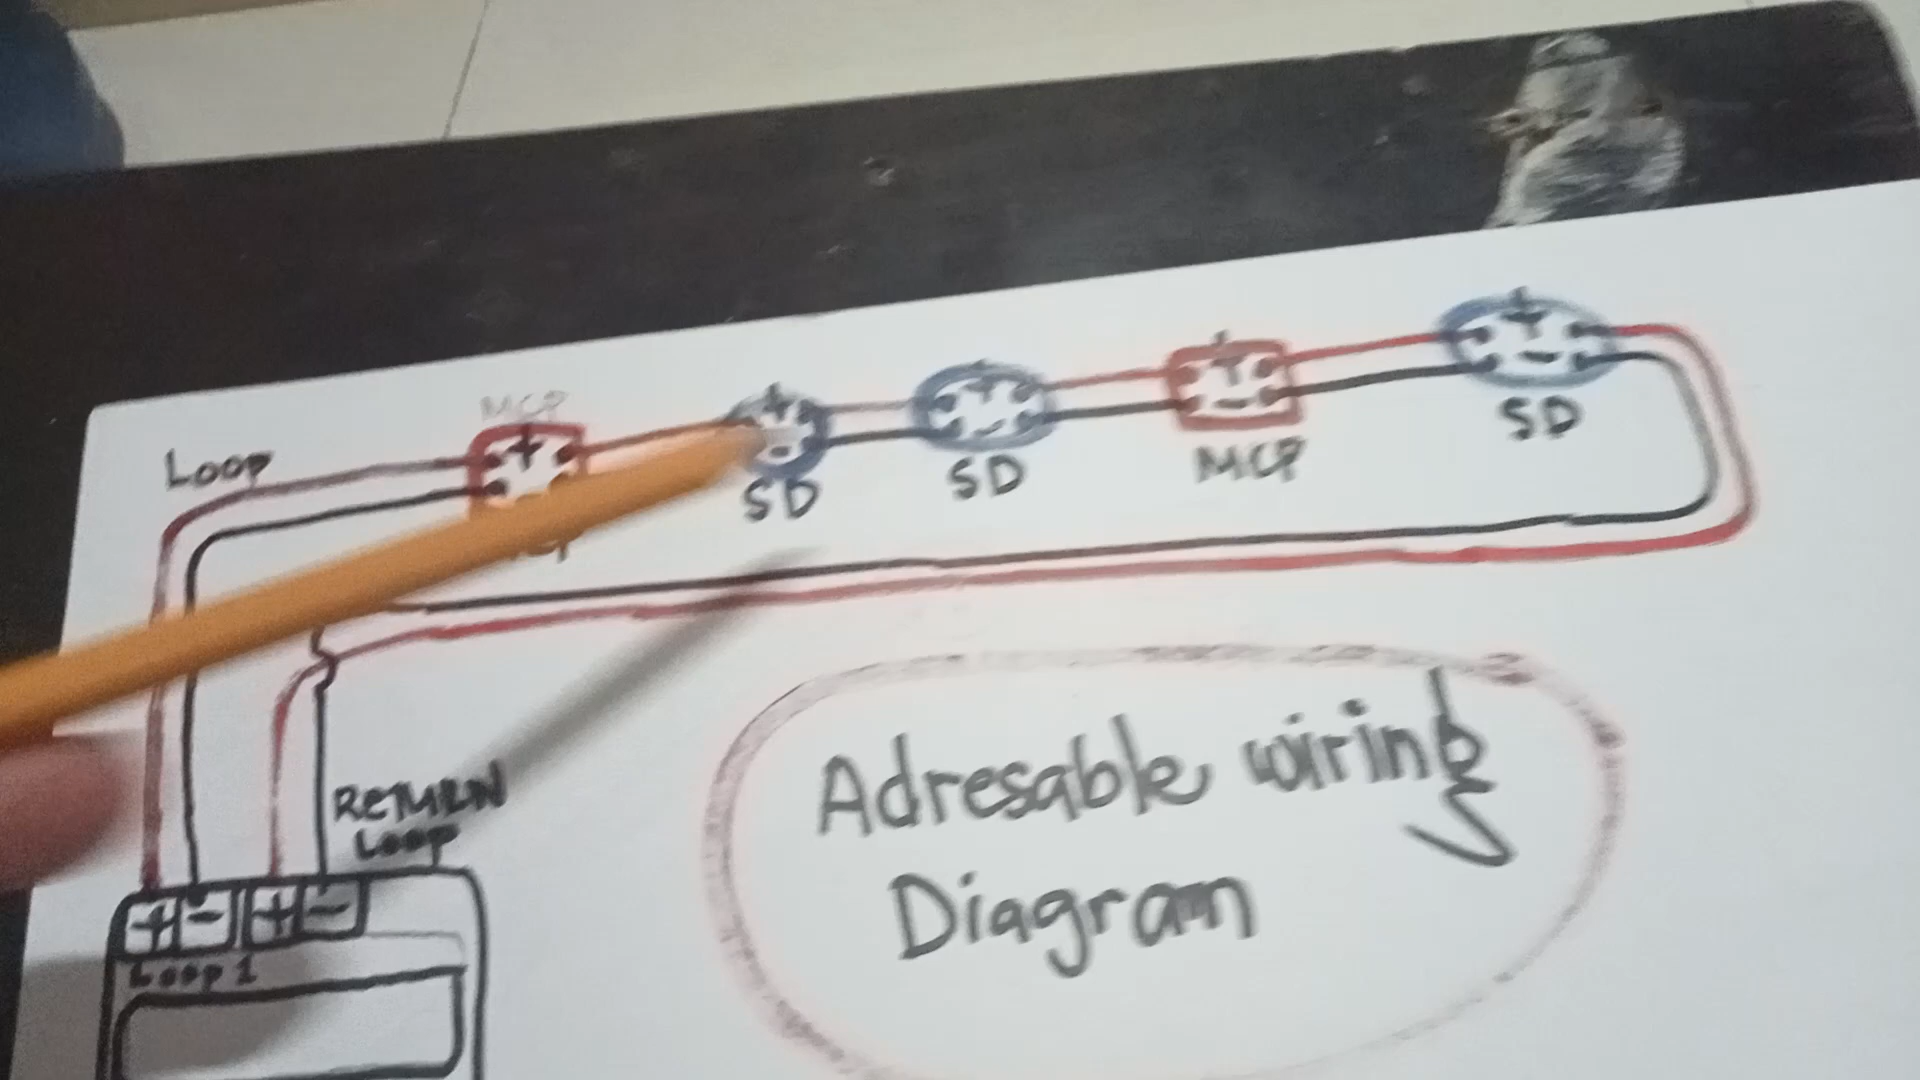 MCP
Loop
SD
SD
MCP
SD
RETURN
Loop
+ - + -
Loop 1
Adresable wiring
Diagram